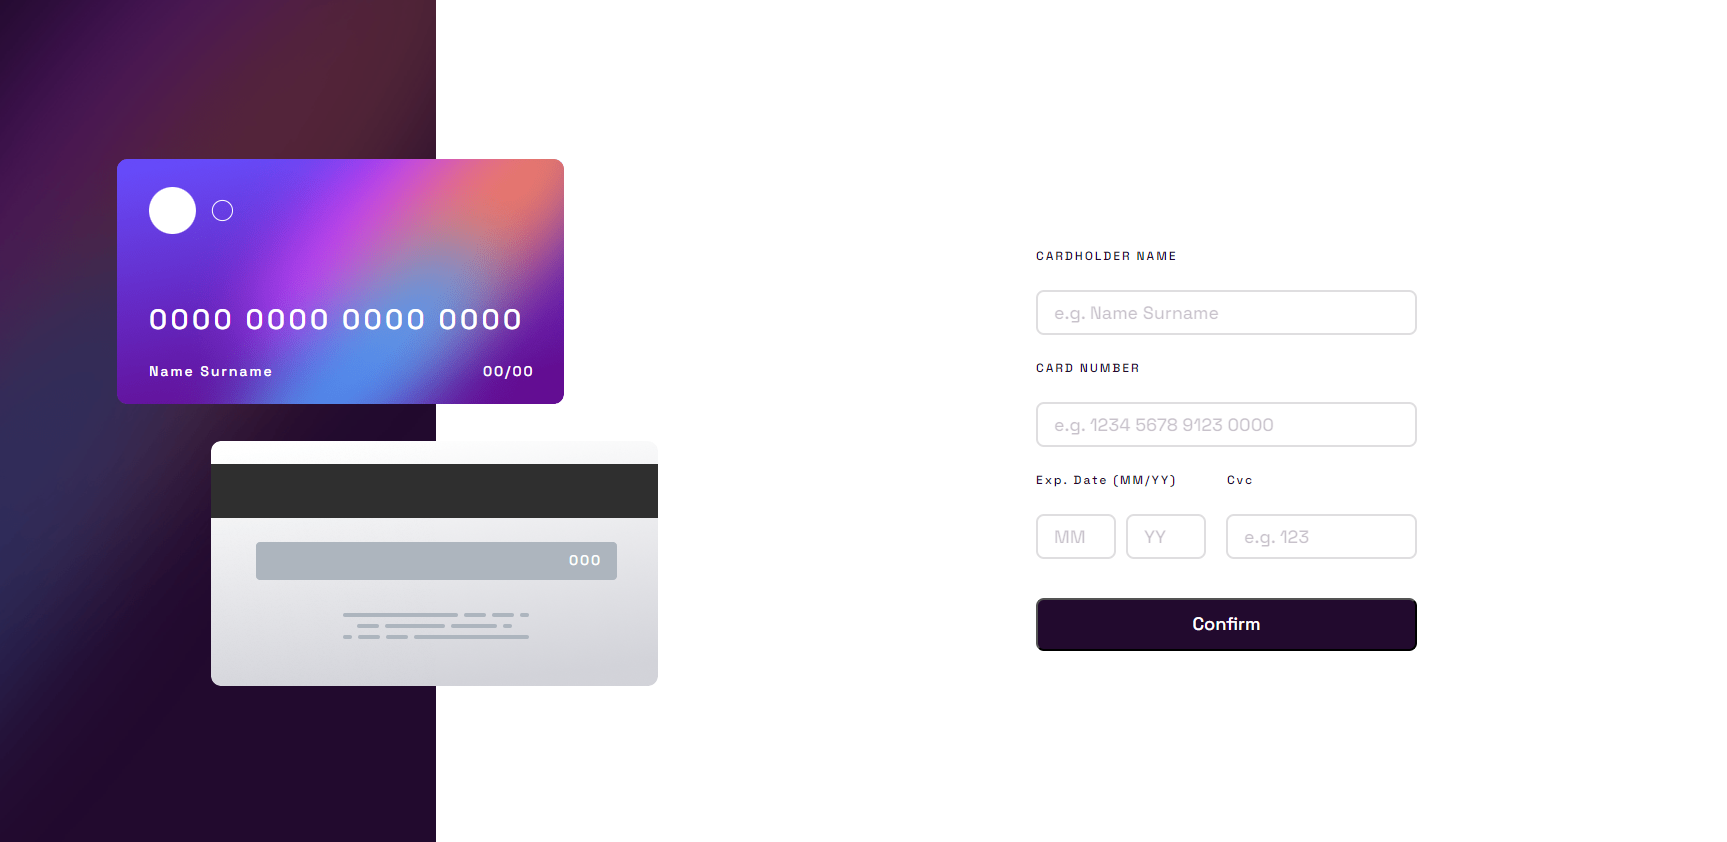 0000 0000 0000 0000
Name Surname 00/00
000
CARDHOLDER NAME
e.g. Name Surname
CARD NUMBER
e.g. 1234 5678 9123 0000
Exp. Date (MM/YY) Cvc
MM YY e.g. 123
Confirm